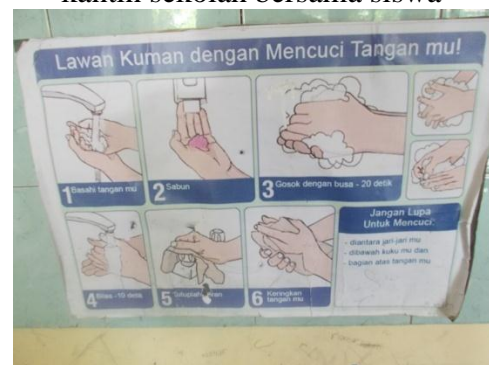 kantin sekolah bersama siswa
Lawan Kuman dengan Mencuci Tangan mu!
1 Basahi tangan mu
2 Sabun
3 Gosok dengan busa - 20 detik
4 Bilas - 10 detik
5
6 Keringkan
tangan mu
Jangan Lupa
Untuk Mencuci:
- diantara jari-jari mu
- dibawah kuku mu dan
- bagian atas tangan mu